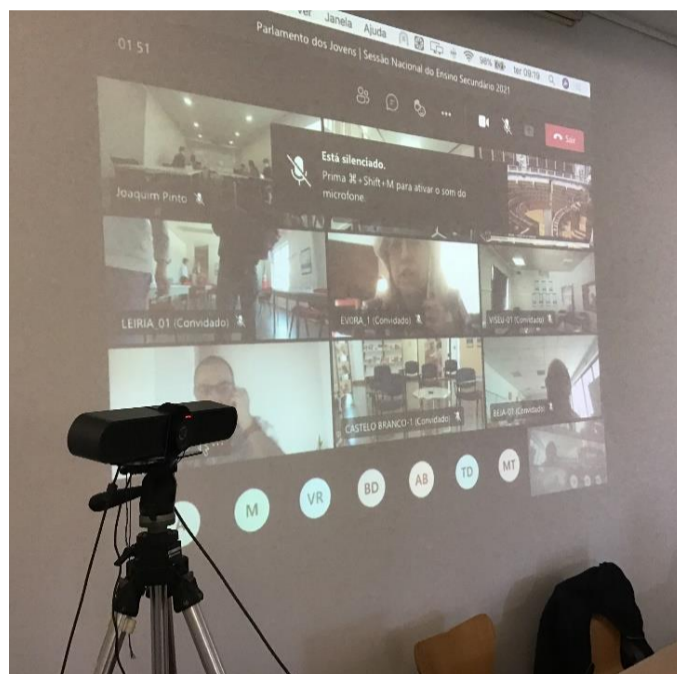 ver Janela Ajuda 98% ter 09:19
01:51
Parlamento dos Jovens | Sessão Nacional do Ensino Secundário 2021
Sair
Está silenciado.
Prima ⌘+Shift+M para ativar o som do
microfone.
Joaquim Pinto
LEIRIA_01 (Convidado)
EVORA_1 (Convidado)
VISEU-01 (Convidado)
CASTELO BRANCO-1 (Convidado)
BEJA-01 (Convidado)
M
VR
BD
AB
TD
MT